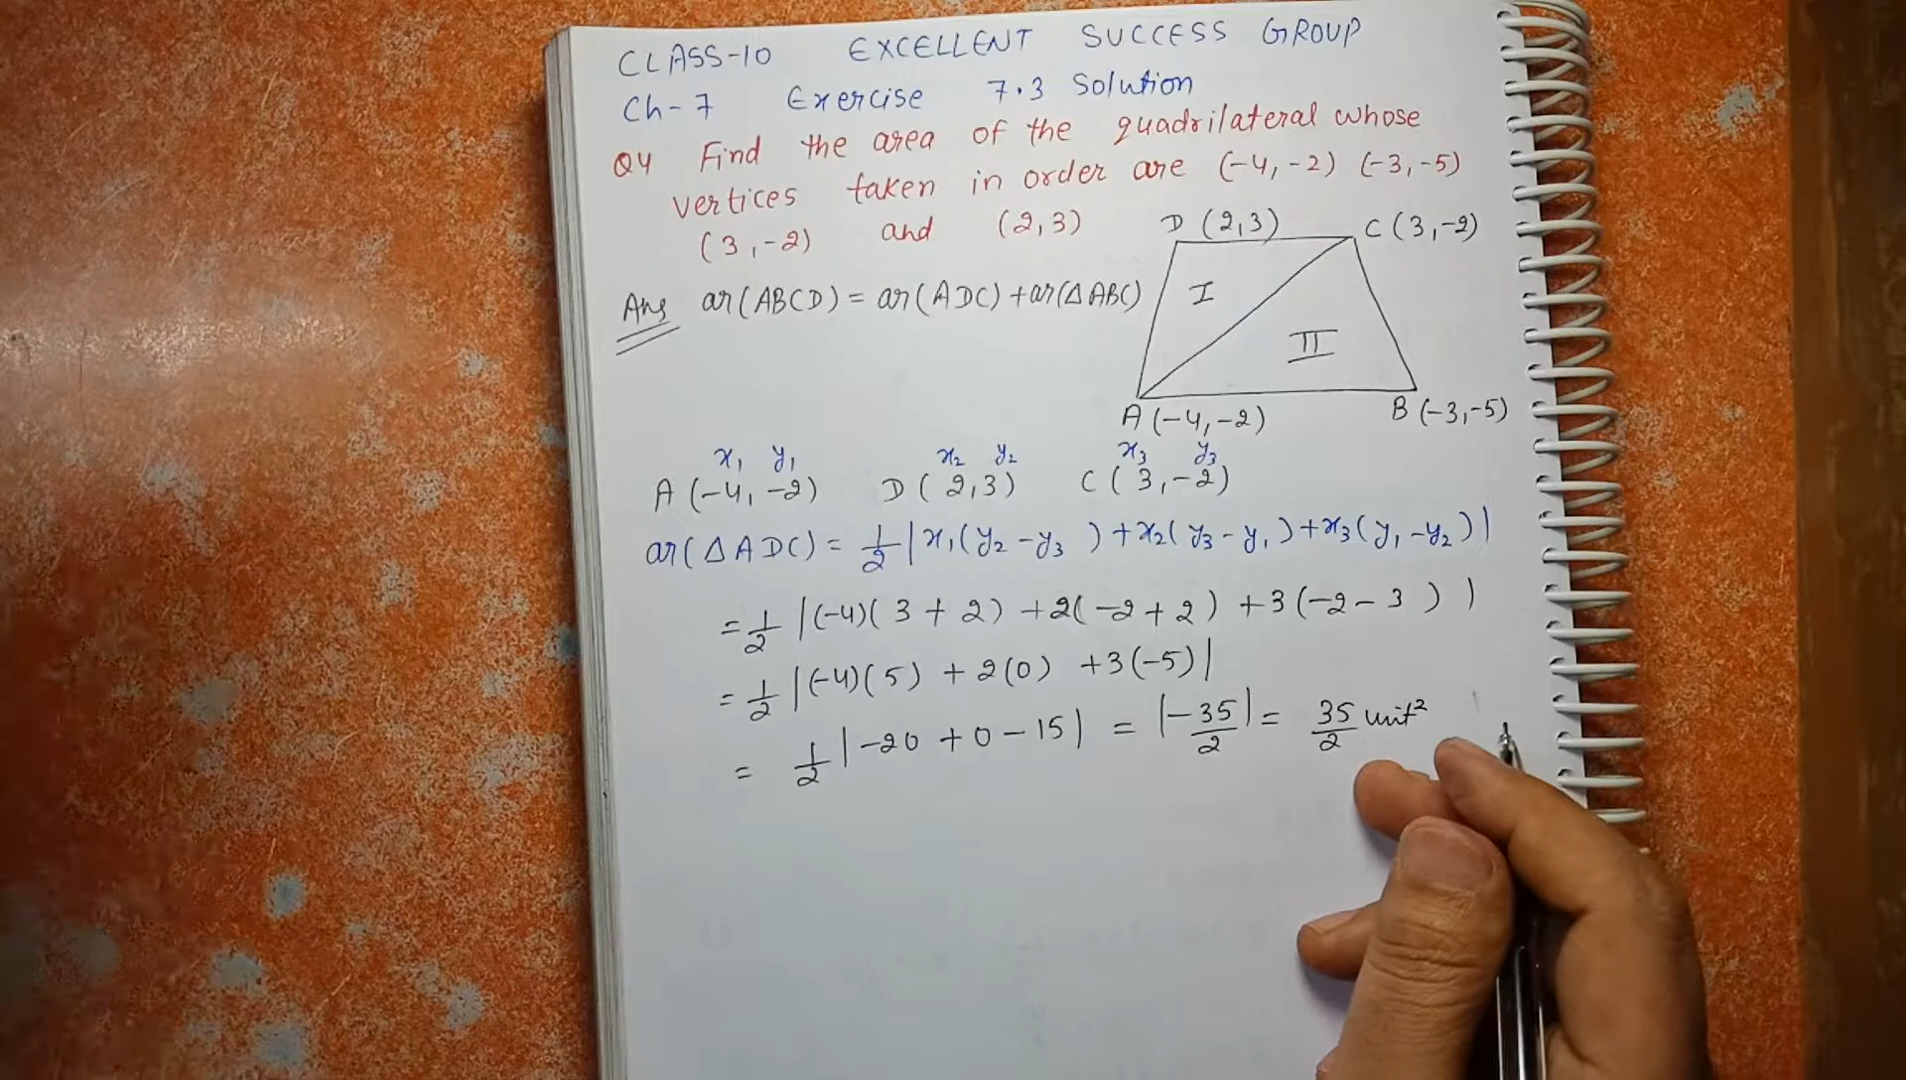 CLASS-10 EXCELLENT SUCCESS GROUP
Ch-7 Exercise 7.3 Solution
Q4 Find the area of the quadrilateral whose
vertices taken in order are (-4,-2) (-3,-5)
(3,-2) and (2,3)
D (2,3) C (3,-2)
Ans ar(ABCD) = ar(ADC) + ar(△ABC)
I
II
A (-4,-2) B (-3,-5)
x₁ y₁ x₂ y₂ x₃ y₃
A (-4, -2) D (2,3) C (3,-2)
ar(△ADC) = 1/2 |x₁(y₂-y₃) + x₂(y₃-y₁) + x₃(y₁-y₂)|
= 1/2 |(-4)(3+2) + 2(-2+2) + 3(-2-3)|
= 1/2 |(-4)(5) + 2(0) + 3(-5)|
= 1/2 |-20+0-15| = |-35/2| = 35/2 unit²